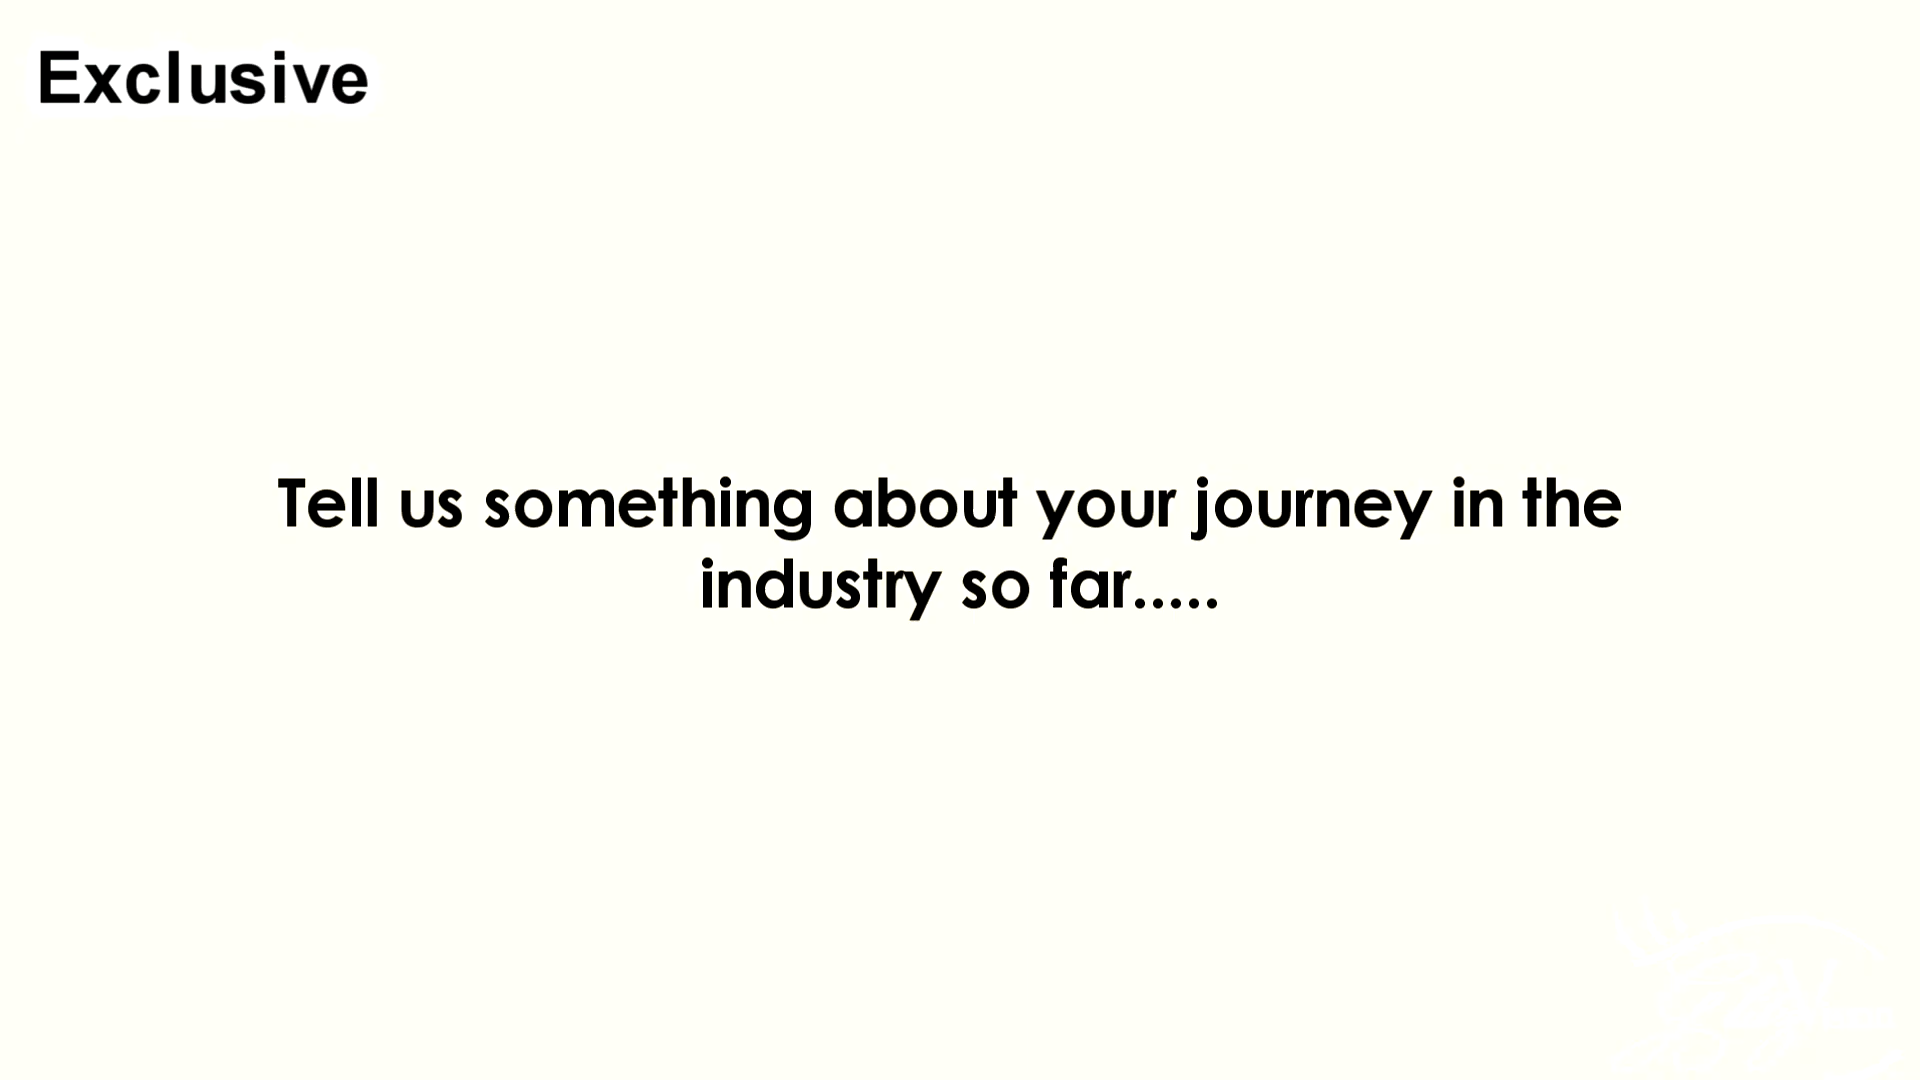 Exclusive
Tell us something about your journey in the
industry so far.....